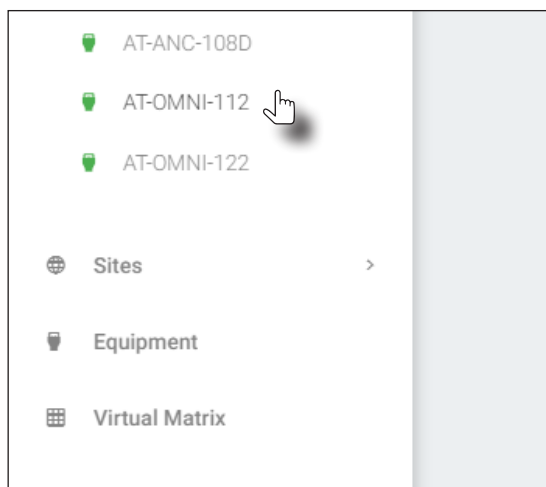 AT-ANC-108D
AT-OMNI-112
AT-OMNI-122
Sites
Equipment
Virtual Matrix